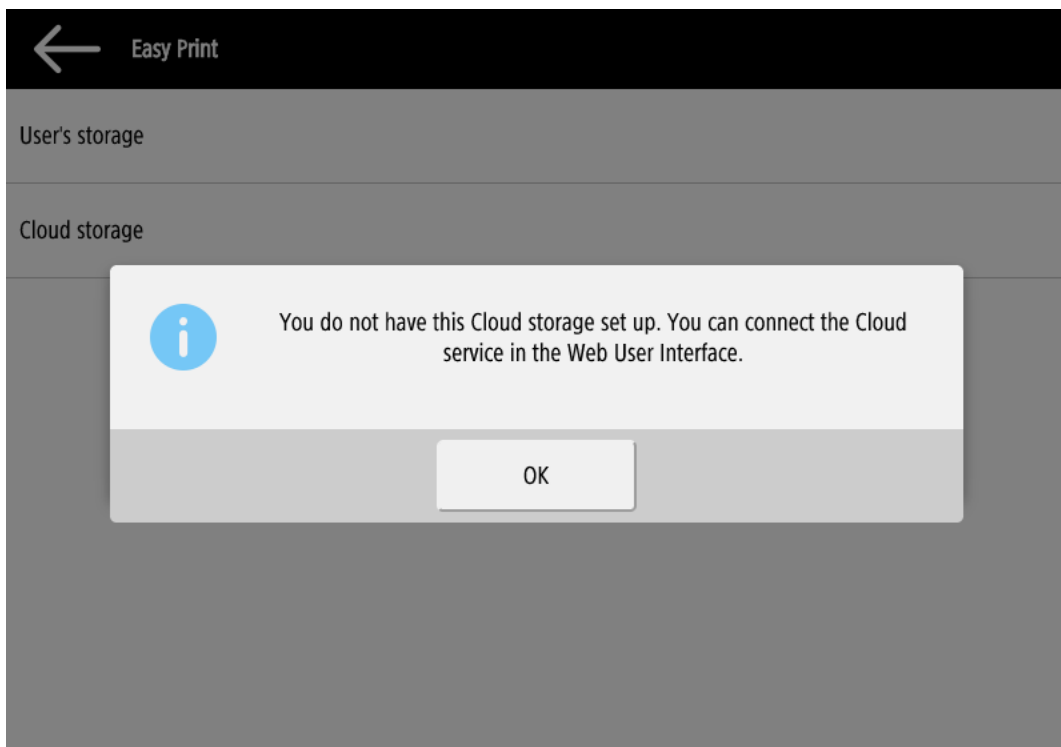 Easy Print
User's storage
Cloud storage
You do not have this Cloud storage set up. You can connect the Cloud
service in the Web User Interface.
OK